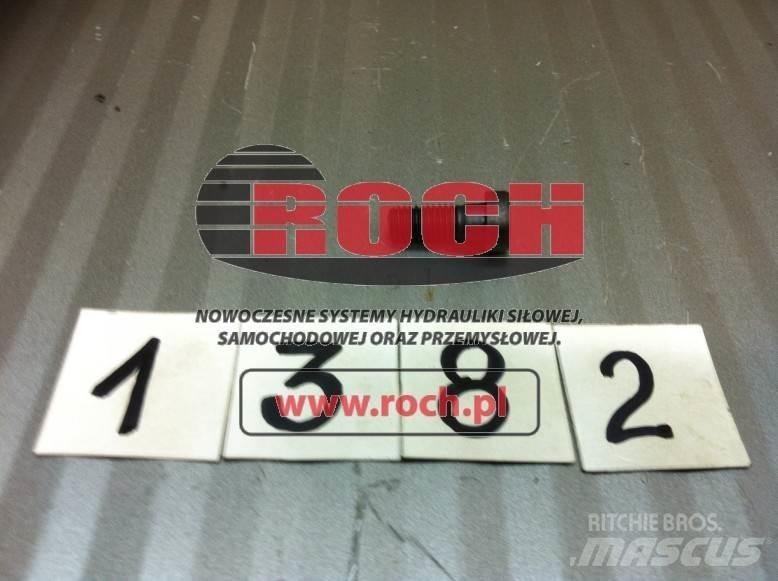 ROCH
NOWOCZESNE SYSTEMY HYDRAULIKI SIŁOWEJ,
SAMOCHODOWEJ ORAZ PRZEMYSŁOWEJ.
1 3 8 2
www.roch.pl
RITCHIE BROS.
MASCUS